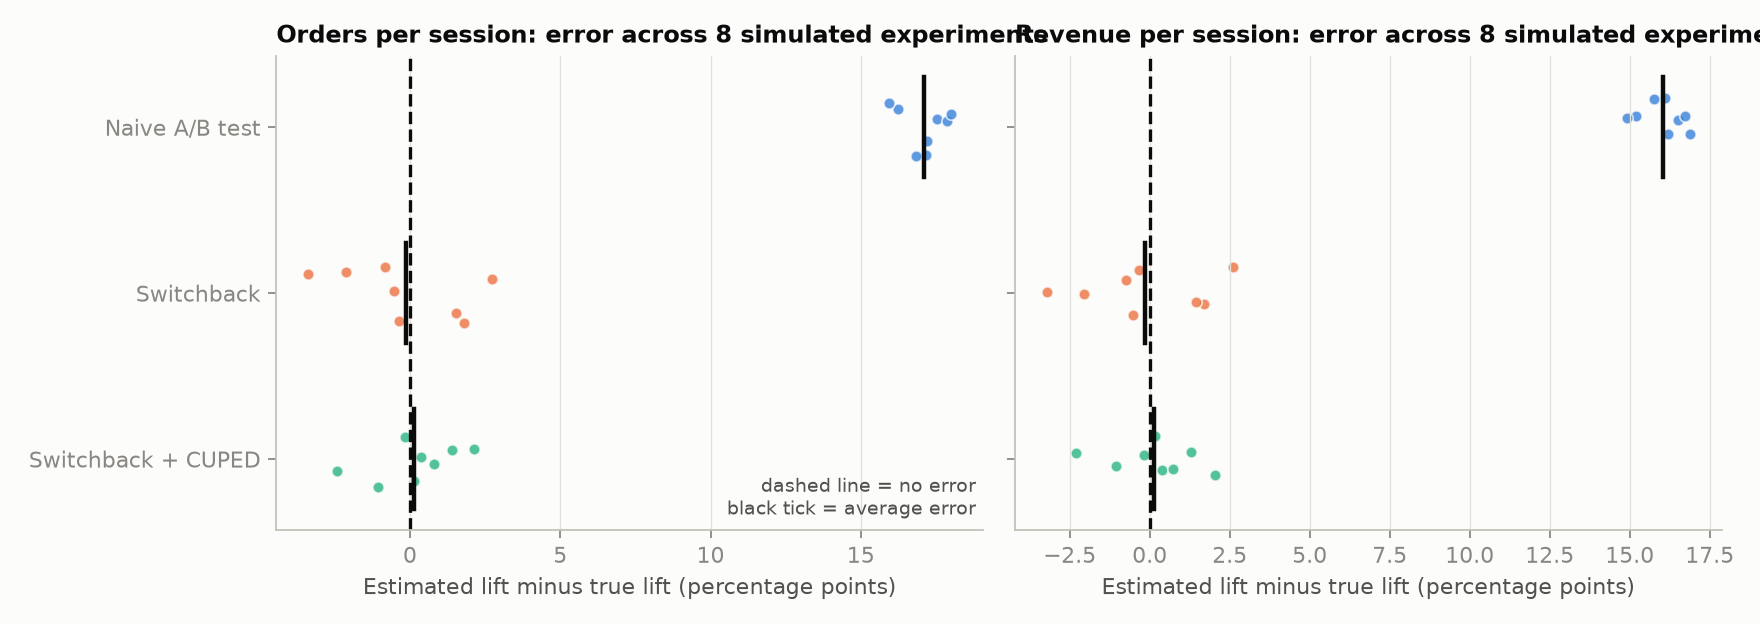 Orders per session: error across 8 simulated experiments
Revenue per session: error across 8 simulated experime
Naive A/B test
Switchback
Switchback + CUPED
dashed line = no error
black tick = average error
0 5 10 15
−2.5 0.0 2.5 5.0 7.5 10.0 12.5 15.0 17.5
Estimated lift minus true lift (percentage points)
Estimated lift minus true lift (percentage points)